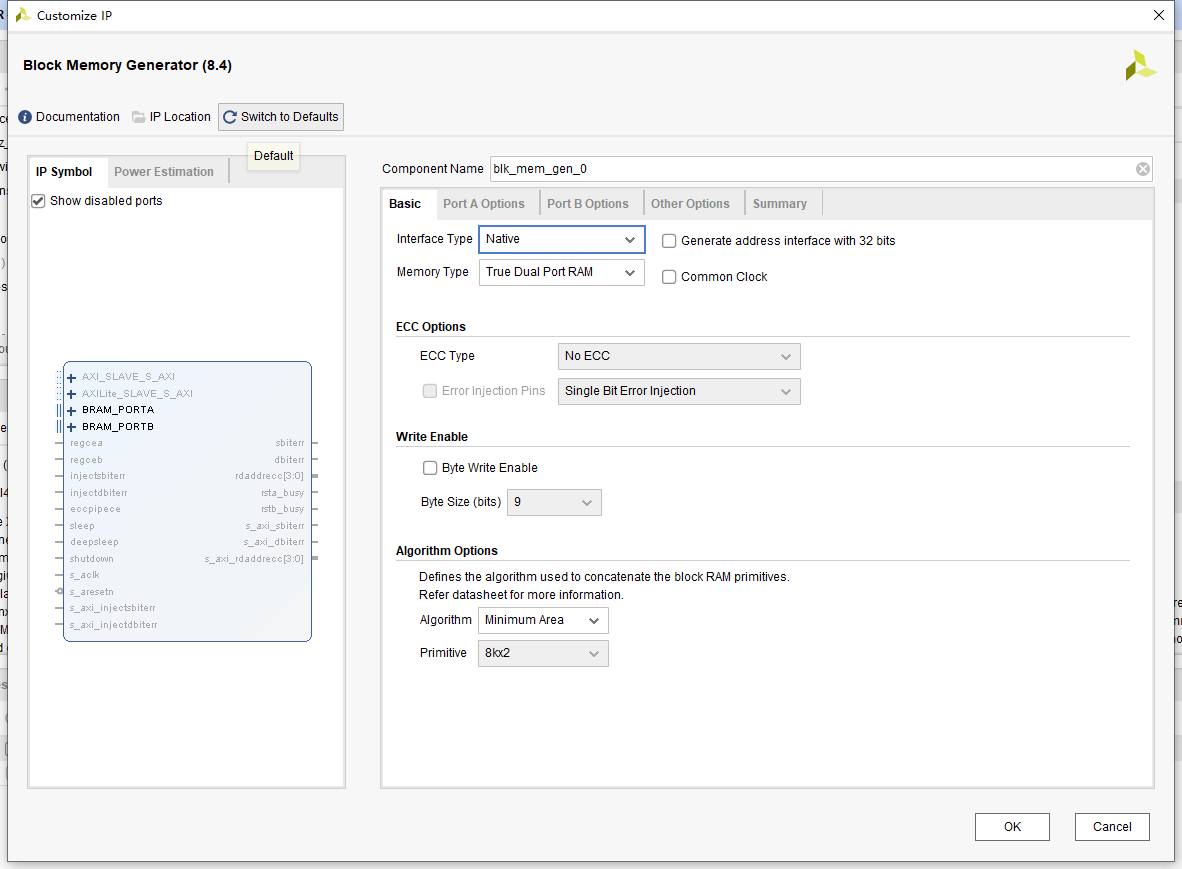 Customize IP
Block Memory Generator (8.4)
Documentation IP Location Switch to Defaults
Default
IP Symbol Power Estimation
Show disabled ports
AXI_SLAVE_S_AXI
AXILite_SLAVE_S_AXI
BRAM_PORTA
BRAM_PORTB
regcea sbiterr
regceb dbiterr
injectsbiterr rdaddrecc[3:0]
injectdbiterr rsta_busy
eccpipece rstb_busy
sleep s_axi_sbiterr
deepsleep s_axi_dbiterr
shutdown s_axi_rdaddrecc[3:0]
s_aclk
s_aresetn
s_axi_injectsbiterr
s_axi_injectdbiterr
Component Name blk_mem_gen_0
Basic Port A Options Port B Options Other Options Summary
Interface Type Native Generate address interface with 32 bits
Memory Type True Dual Port RAM Common Clock
ECC Options
ECC Type No ECC
Error Injection Pins Single Bit Error Injection
Write Enable
Byte Write Enable
Byte Size (bits) 9
Algorithm Options
Defines the algorithm used to concatenate the block RAM primitives.
Refer datasheet for more information.
Algorithm Minimum Area
Primitive 8kx2
OK Cancel